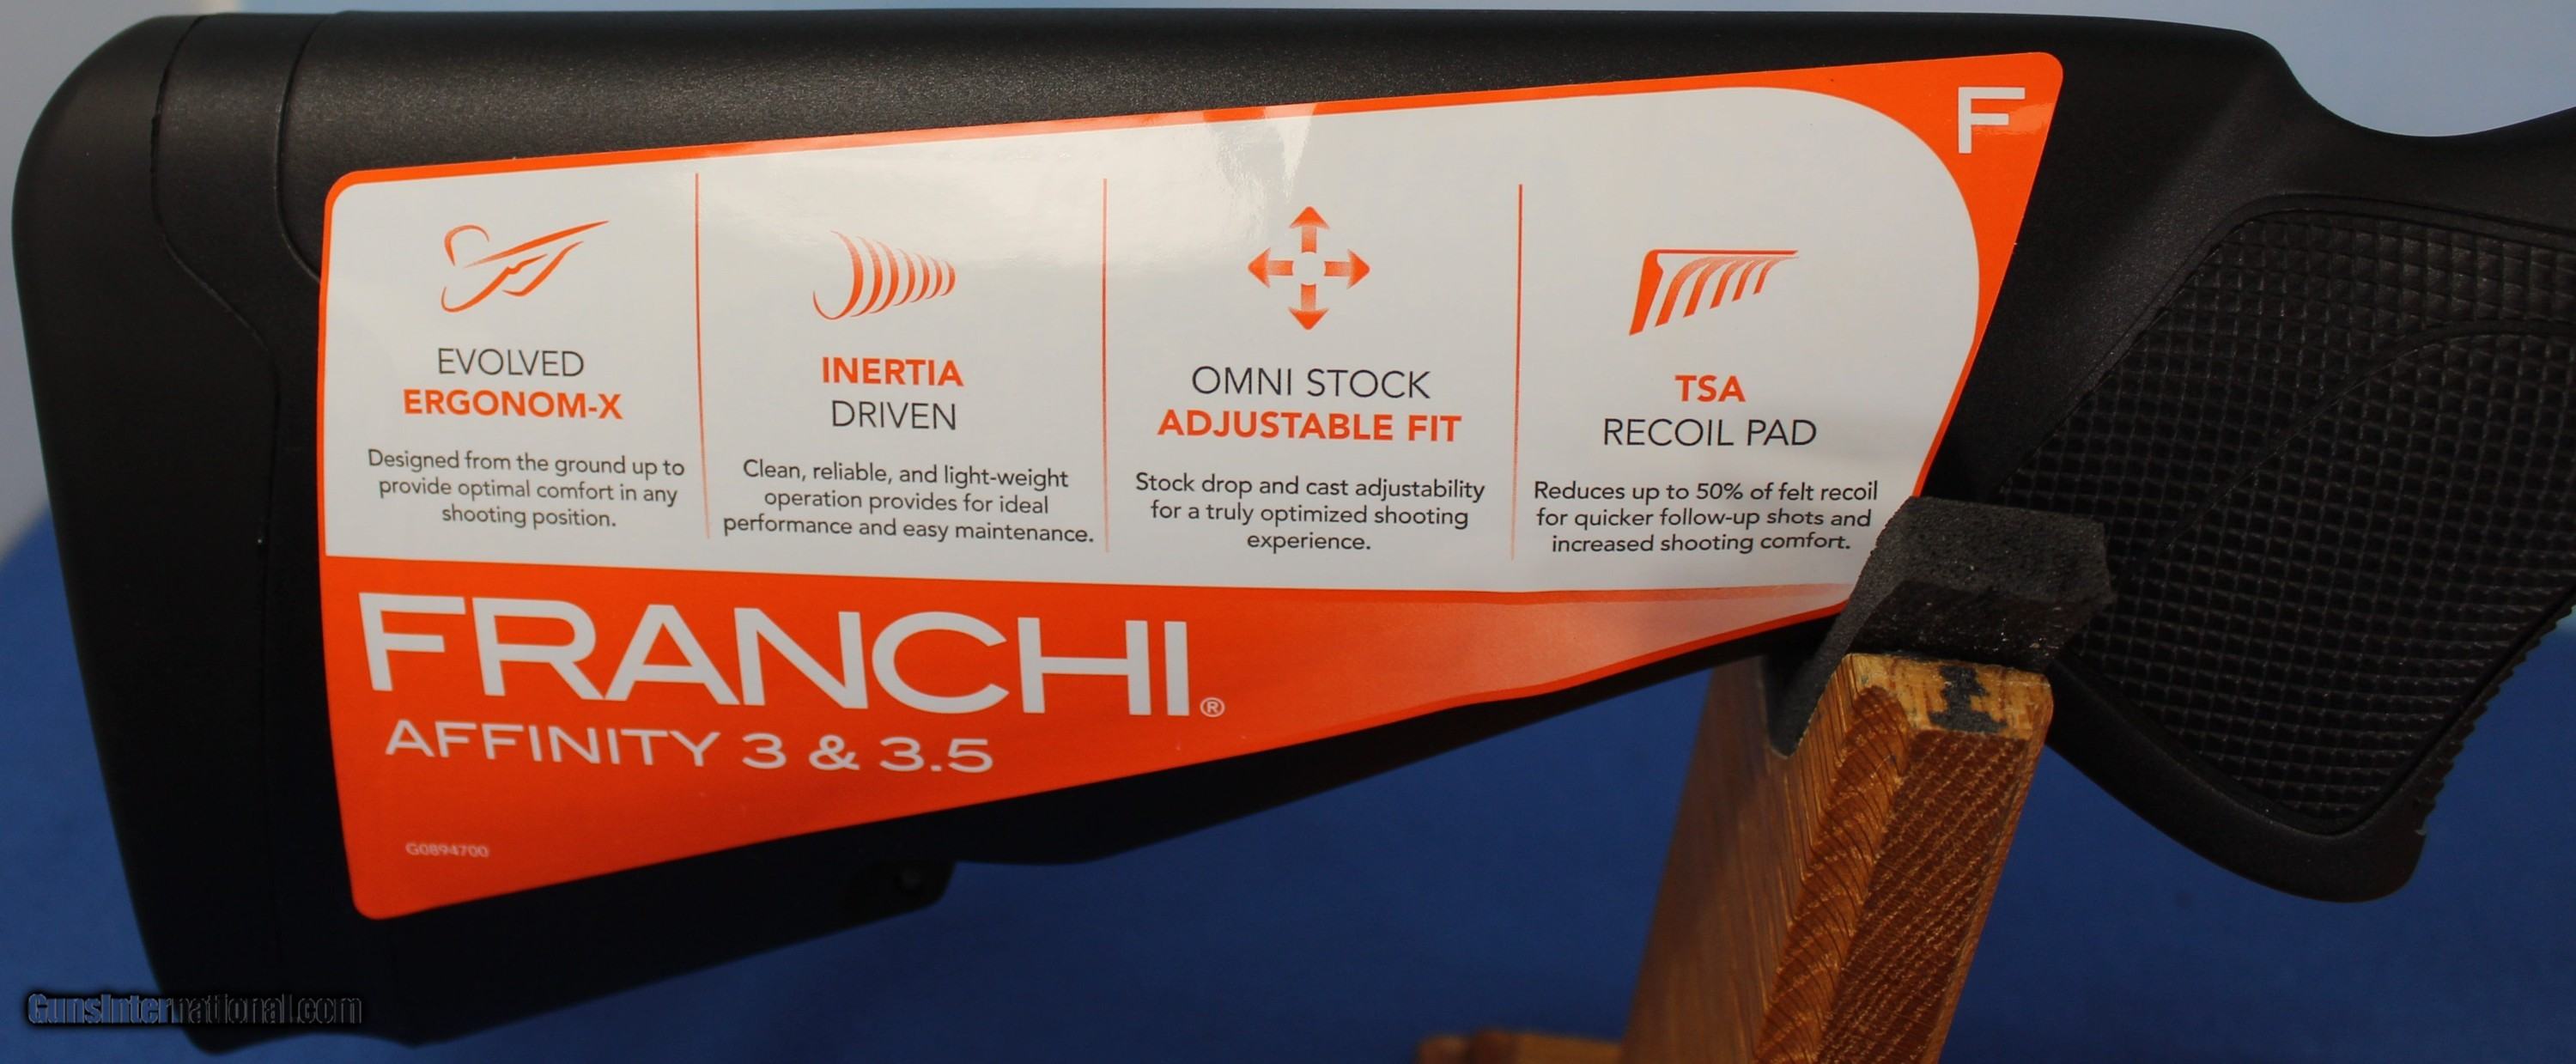 F
EVOLVED
ERGONOM-X
Designed from the ground up to
provide optimal comfort in any
shooting position.
INERTIA
DRIVEN
Clean, reliable, and light-weight
operation provides for ideal
performance and easy maintenance.
OMNI STOCK
ADJUSTABLE FIT
Stock drop and cast adjustability
for a truly optimized shooting
experience.
TSA
RECOIL PAD
Reduces up to 50% of felt recoil
for quicker follow-up shots and
increased shooting comfort.
FRANCHI®
AFFINITY 3 & 3.5
G0894700
GunsInternational.com